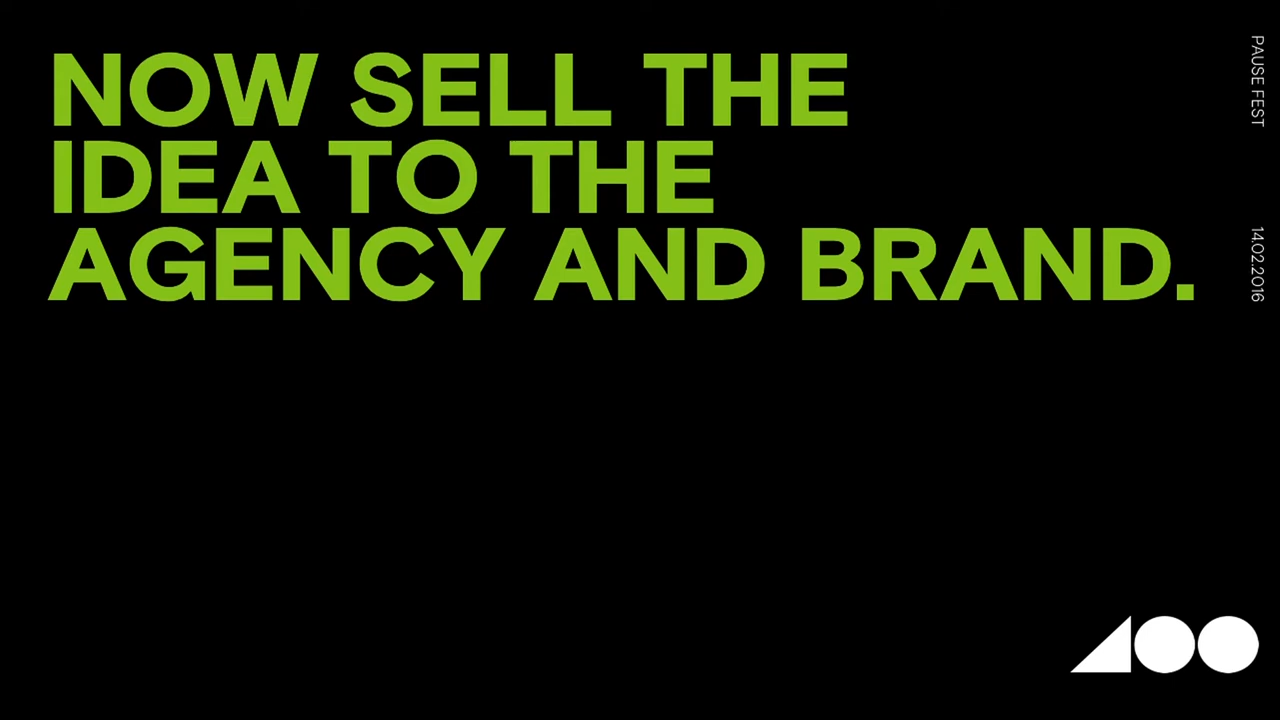 NOW SELL THE
IDEA TO THE
AGENCY AND BRAND.
PAUSE FEST
14.02.2016